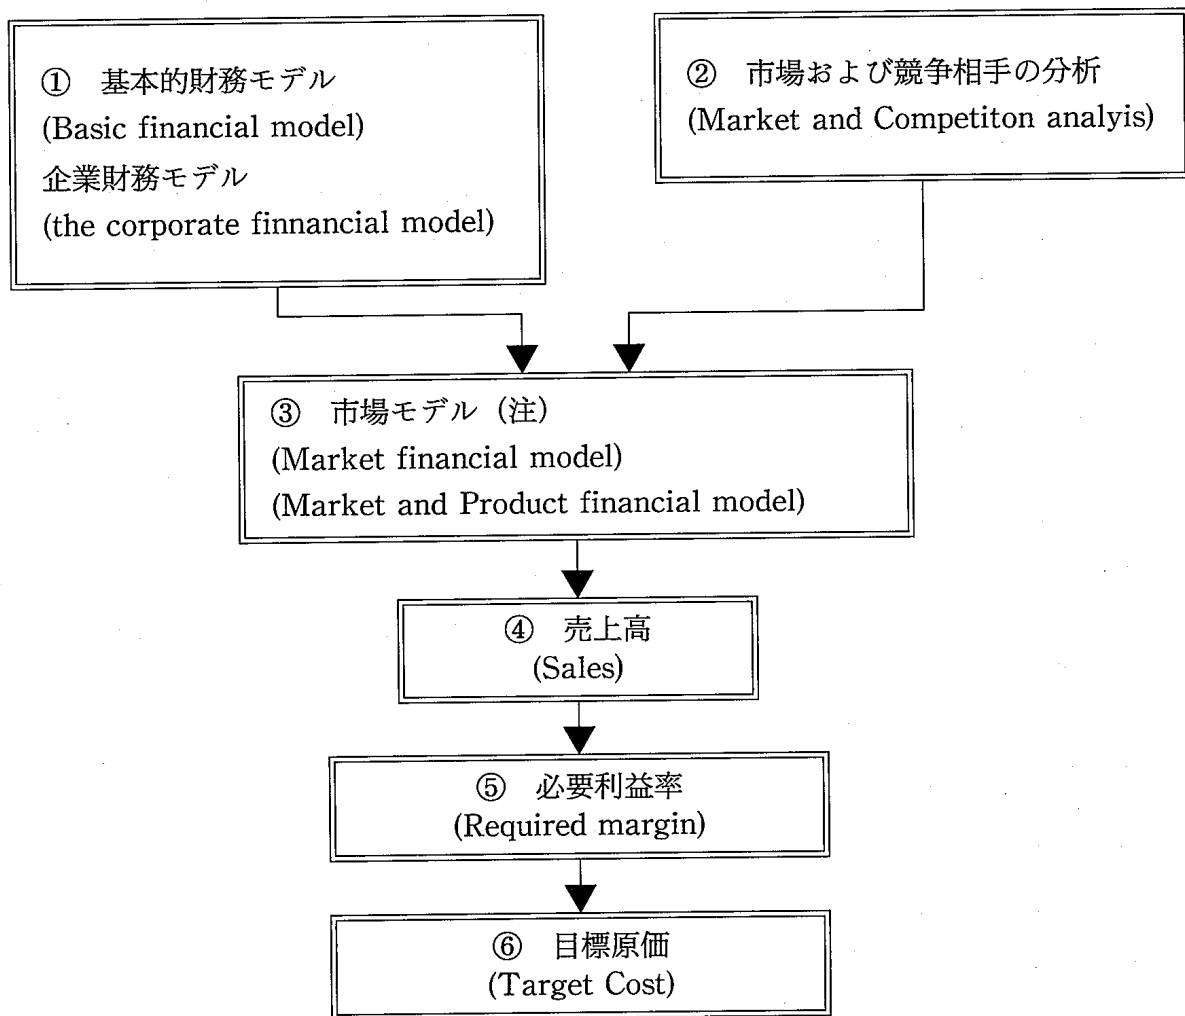 ① 基本的財務モデル
(Basic financial model)
企業財務モデル
(the corporate finnancial model)
② 市場および競争相手の分析
(Market and Competiton analyis)
③ 市場モデル（注）
(Market financial model)
(Market and Product financial model)
④ 売上高
(Sales)
⑤ 必要利益率
(Required margin)
⑥ 目標原価
(Target Cost)